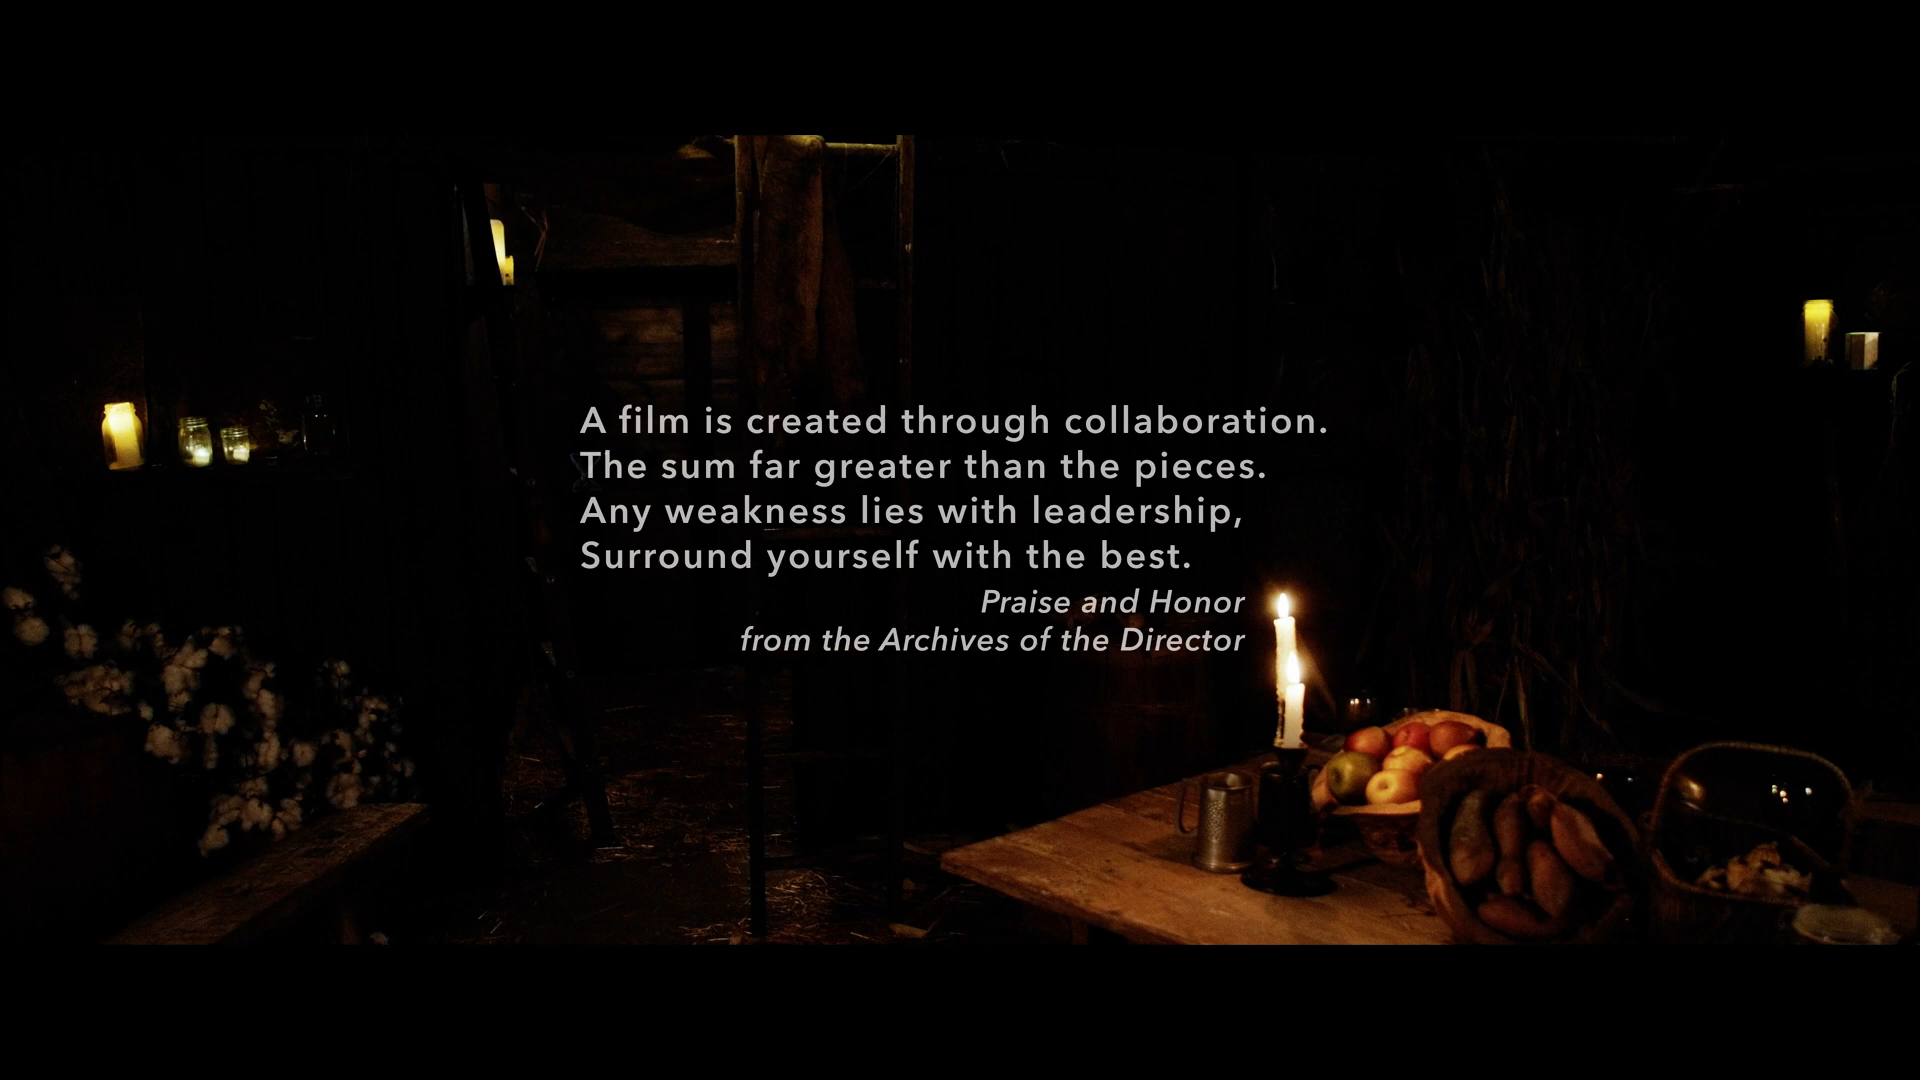 A film is created through collaboration.
The sum far greater than the pieces.
Any weakness lies with leadership,
Surround yourself with the best.
Praise and Honor
from the Archives of the Director